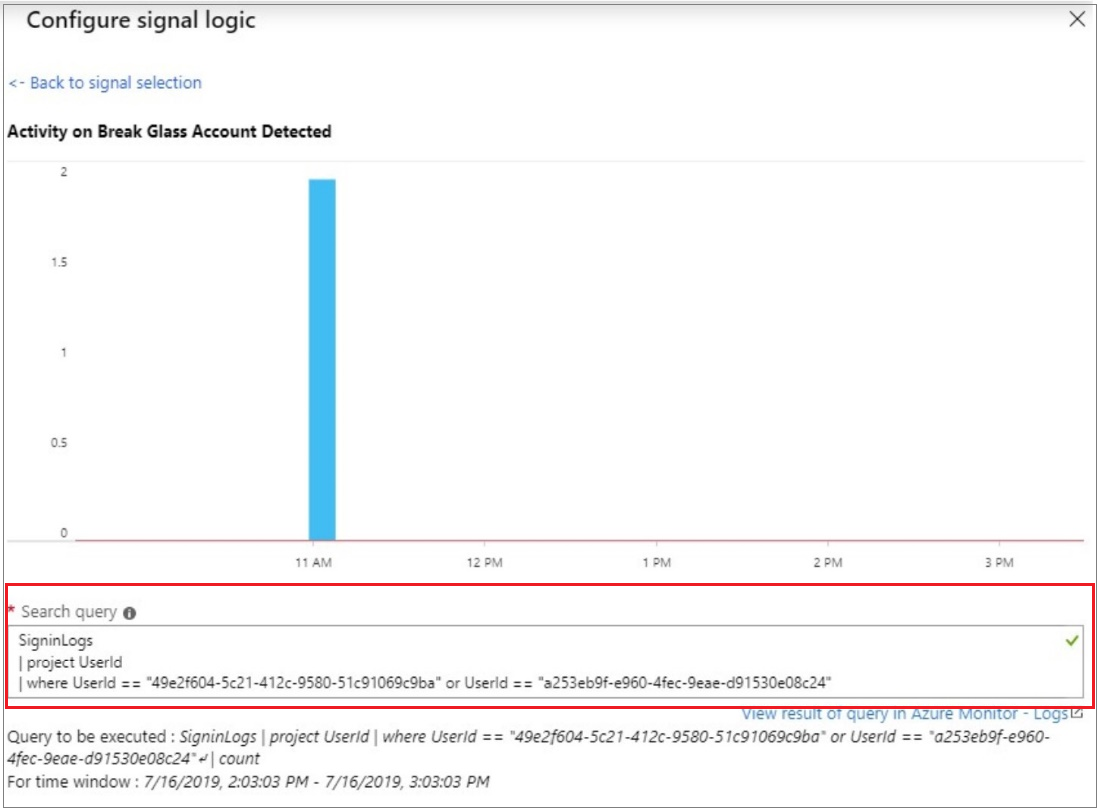 Configure signal logic
<- Back to signal selection
Activity on Break Glass Account Detected
2
1.5
1
0.5
0
11 AM 12 PM 1 PM 2 PM 3 PM
* Search query
SigninLogs
| project UserId
| where UserId == "49e2f604-5c21-412c-9580-51c91069c9ba" or UserId == "a253eb9f-e960-4fec-9eae-d91530e08c24"
View result of query in Azure Monitor - Logs
Query to be executed : SigninLogs | project UserId | where UserId == "49e2f604-5c21-412c-9580-51c91069c9ba" or UserId == "a253eb9f-e960-
4fec-9eae-d91530e08c24"↵| count
For time window : 7/16/2019, 2:03:03 PM - 7/16/2019, 3:03:03 PM